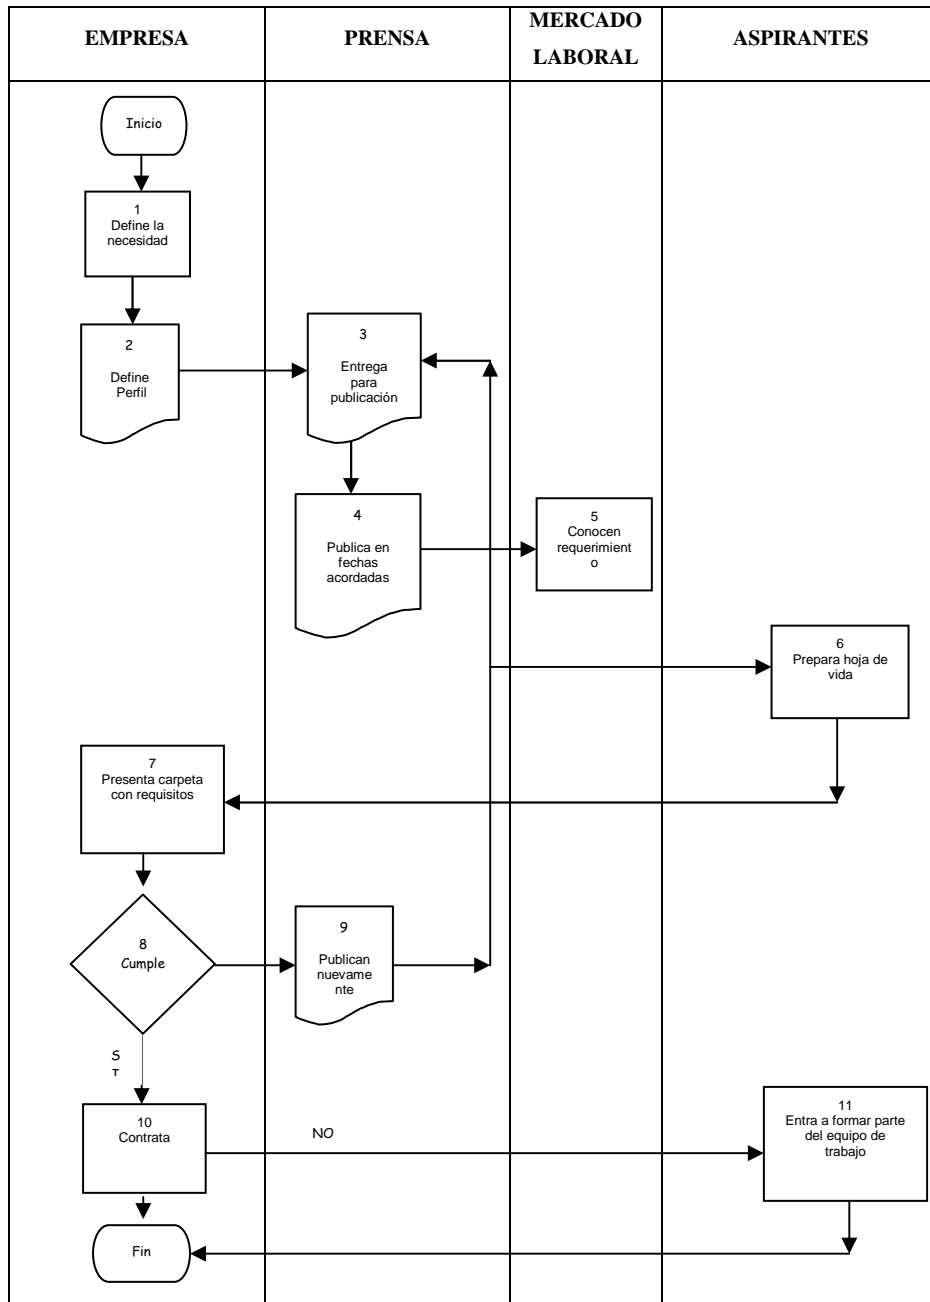 EMPRESA
PRENSA
MERCADO
LABORAL
ASPIRANTES
Inicio
1
Define la
necesidad
2
Define
Perfil
3
Entrega
para
publicación
4
Publica en
fechas
acordadas
5
Conocen
requerimient
o
6
Prepara hoja de
vida
7
Presenta carpeta
con requisitos
8
Cumple
9
Publican
nuevame
nte
S
I
10
Contrata
NO
11
Entra a formar parte
del equipo de
trabajo
Fin